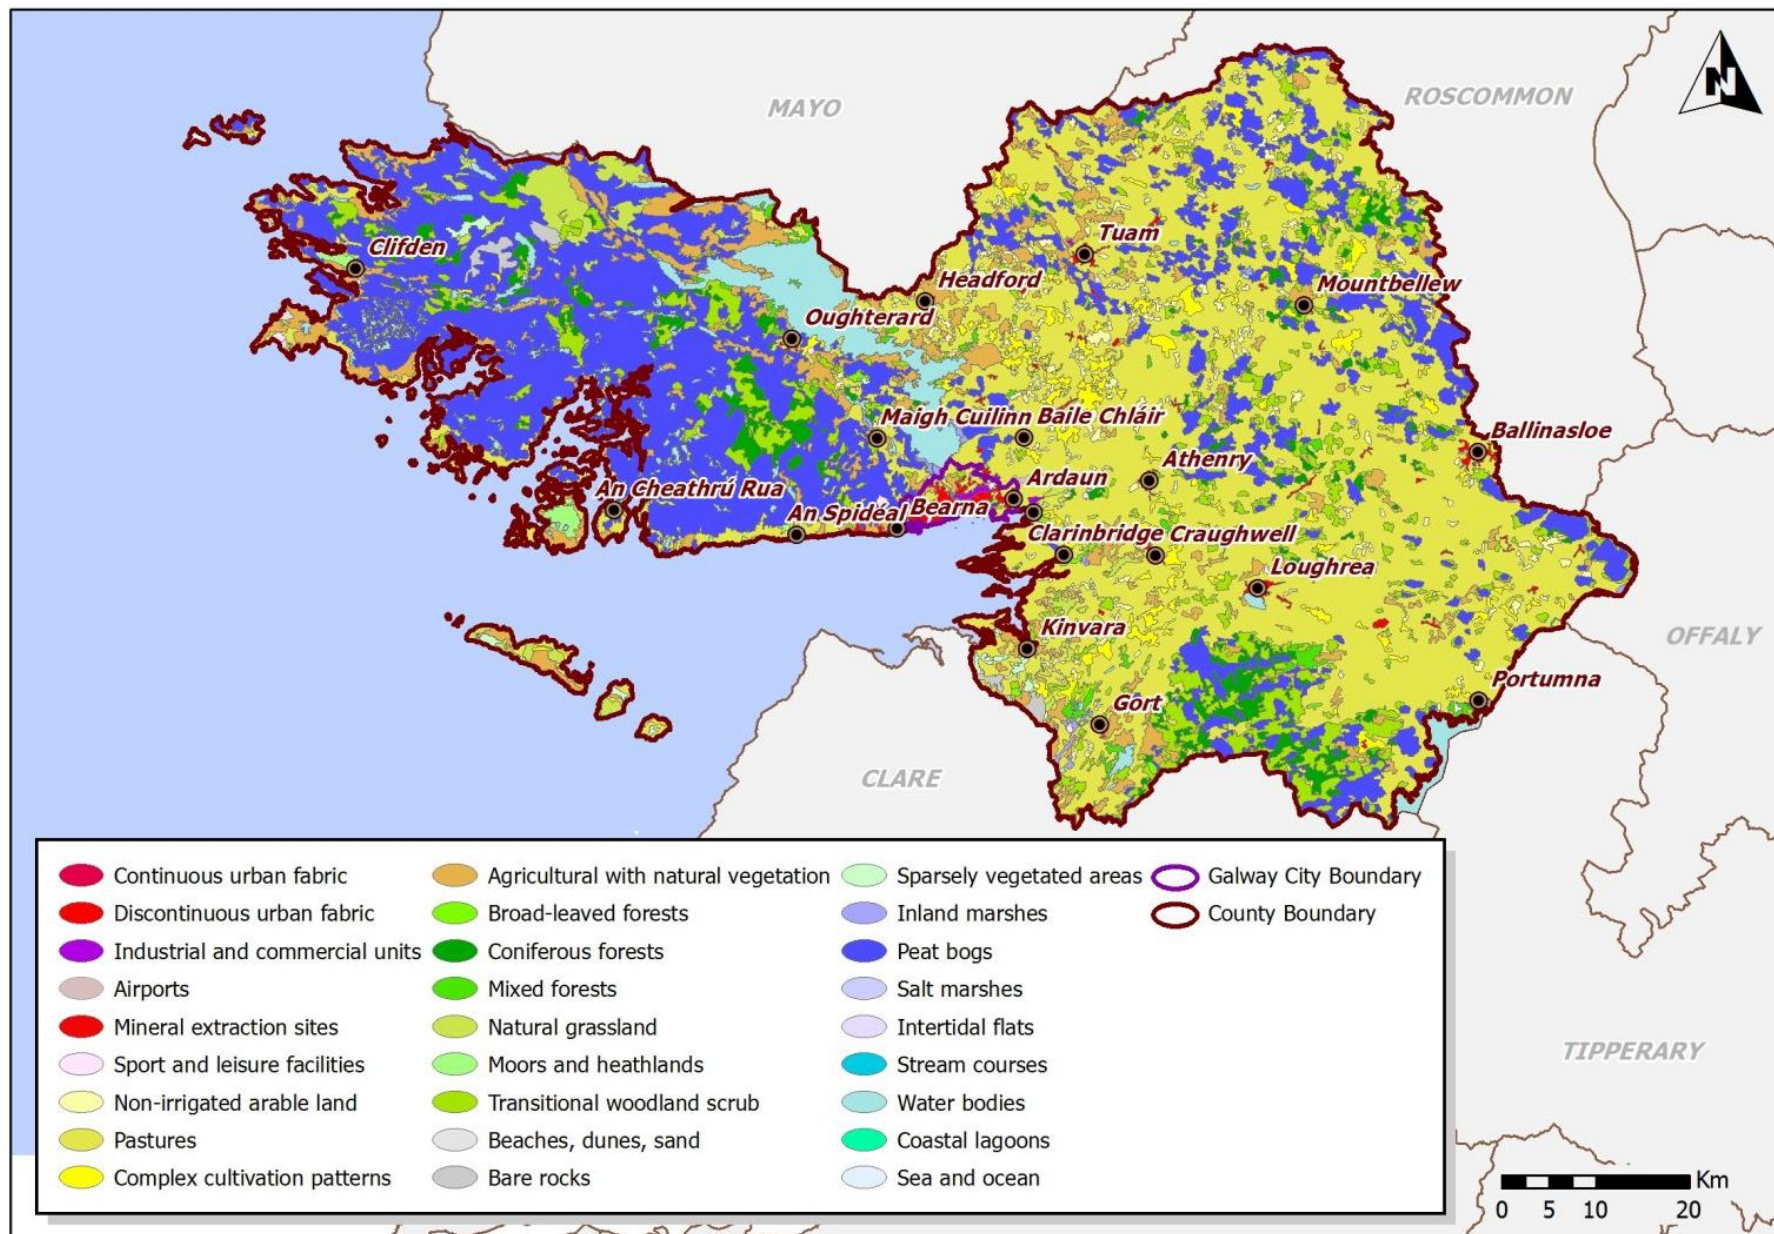 MAYO
ROSCOMMON
N
Clifden
Tuam
Headford
Mountbellew
Oughterard
Maigh Cuilinn
Baile Chláir
Ballinasloe
Athenry
Ardaun
An Cheathrú Rua
An Spidéal
Bearna
Clarinbridge
Craughwell
Loughrea
Kinvara
OFFALY
Portumna
Gort
CLARE
TIPPERARY
Continuous urban fabric
Discontinuous urban fabric
Industrial and commercial units
Airports
Mineral extraction sites
Sport and leisure facilities
Non-irrigated arable land
Pastures
Complex cultivation patterns
Agricultural with natural vegetation
Broad-leaved forests
Coniferous forests
Mixed forests
Natural grassland
Moors and heathlands
Transitional woodland scrub
Beaches, dunes, sand
Bare rocks
Sparsely vegetated areas
Inland marshes
Peat bogs
Salt marshes
Intertidal flats
Stream courses
Water bodies
Coastal lagoons
Sea and ocean
Galway City Boundary
County Boundary
Km
0 5 10 20